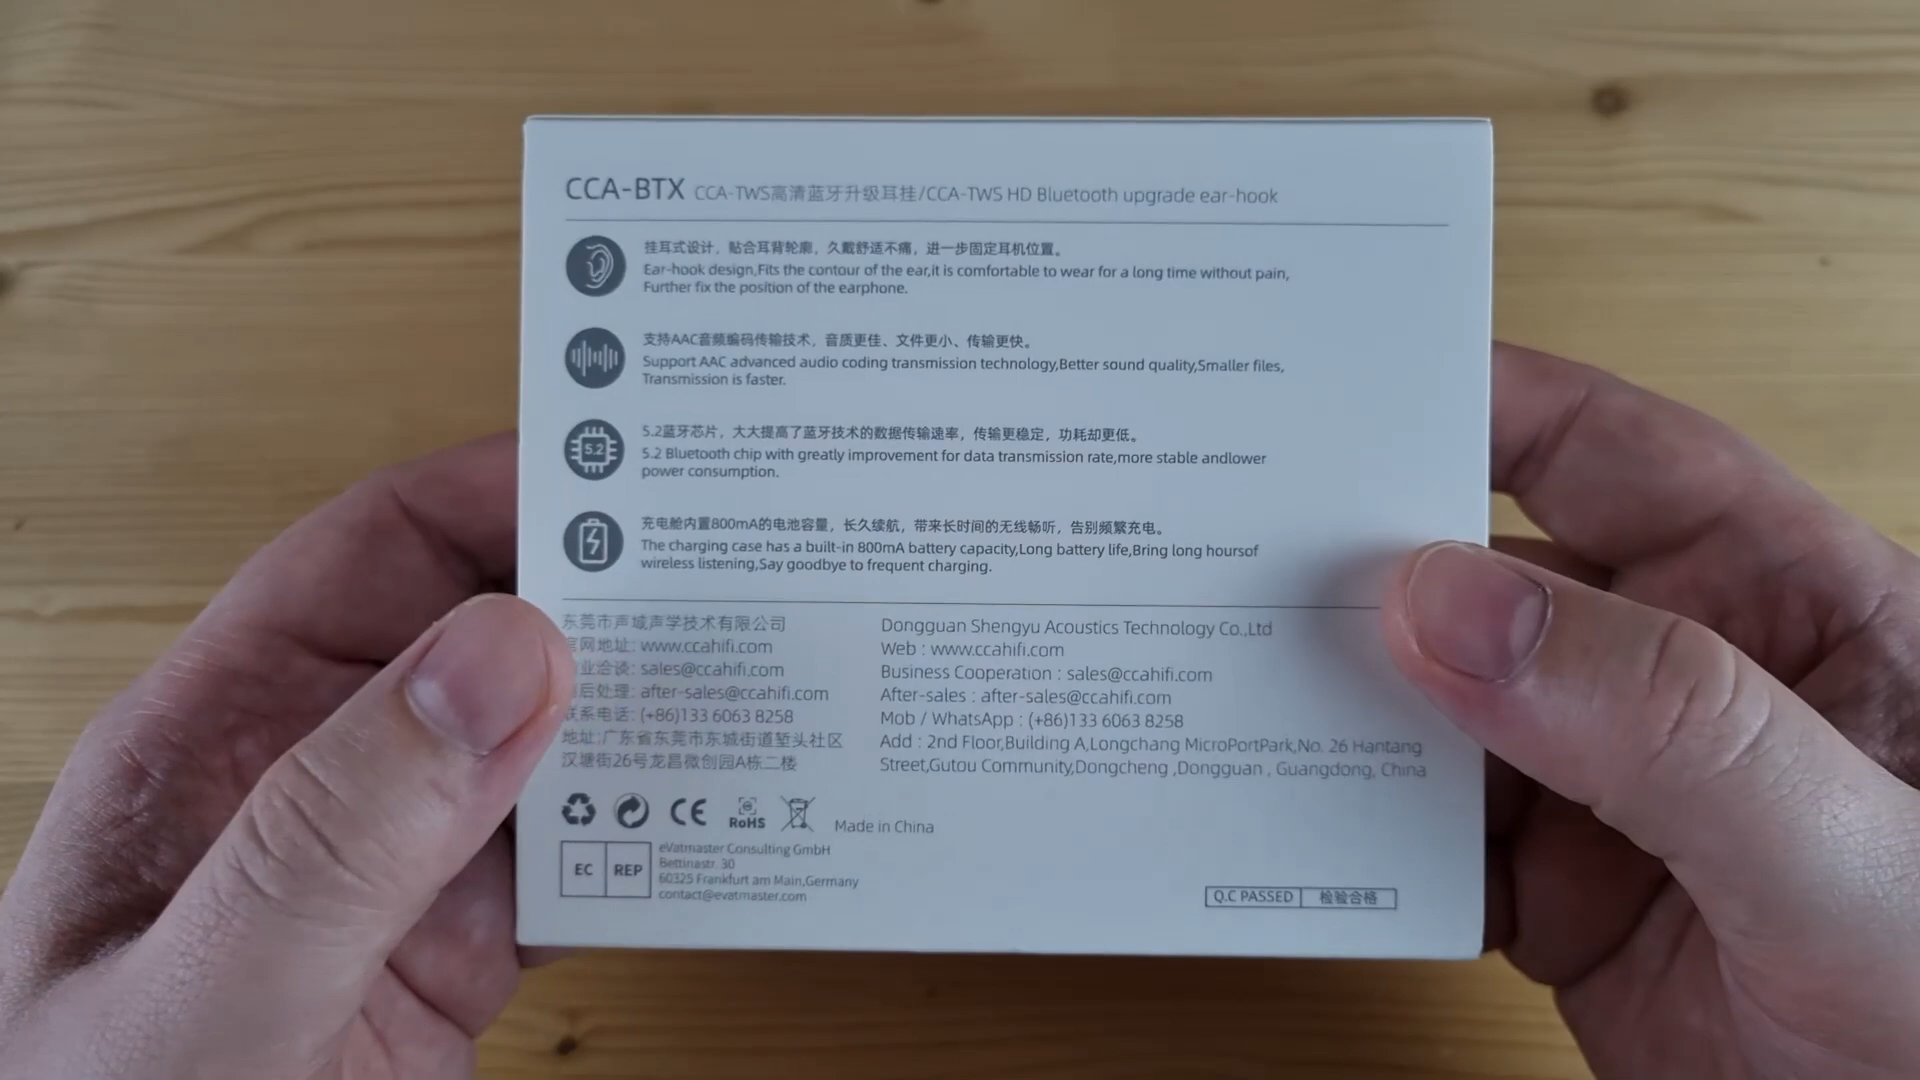 CCA-BTX CCA-TWS高清蓝牙升级耳挂/CCA-TWS HD Bluetooth upgrade ear-hook
挂耳式设计，贴合耳背轮廓，久戴舒适不痛，进一步固定耳机位置。
Ear-hook design,Fits the contour of the ear,it is comfortable to wear for a long time without pain,
Further fix the position of the earphone.
支持AAC音频编码传输技术，音质更佳、文件更小、传输更快。
Support AAC advanced audio coding transmission technology,Better sound quality,Smaller files,
Transmission is faster.
5.2
5.2蓝牙芯片，大大提高了蓝牙技术的数据传输速率，传输更稳定，功耗却更低。
5.2 Bluetooth chip with greatly improvement for data transmission rate,more stable andlower
power consumption.
充电舱内置800mA的电池容量，长久续航，带来长时间的无线畅听，告别频繁充电。
The charging case has a built-in 800mA battery capacity,Long battery life,Bring long hoursof
wireless listening,Say goodbye to frequent charging.
东莞市声域声学技术有限公司
官网地址: www.ccahifi.com
业洽谈: sales@ccahifi.com
后处理: after-sales@ccahifi.com
联系电话: (+86)133 6063 8258
地址:广东省东莞市东城街道堑头社区
汉塘街26号龙昌微创园A栋二楼
Dongguan Shengyu Acoustics Technology Co.,Ltd
Web : www.ccahifi.com
Business Cooperation : sales@ccahifi.com
After-sales : after-sales@ccahifi.com
Mob / WhatsApp : (+86)133 6063 8258
Add : 2nd Floor,Building A,Longchang MicroPortPark,No. 26 Hantang
Street,Gutou Community,Dongcheng ,Dongguan , Guangdong, China
CE RoHS Made in China
EC REP
eVatmaster Consulting GmbH
Bettinastr. 30
60325 Frankfurt am Main,Germany
contact@evatmaster.com
Q.C PASSED 检验合格